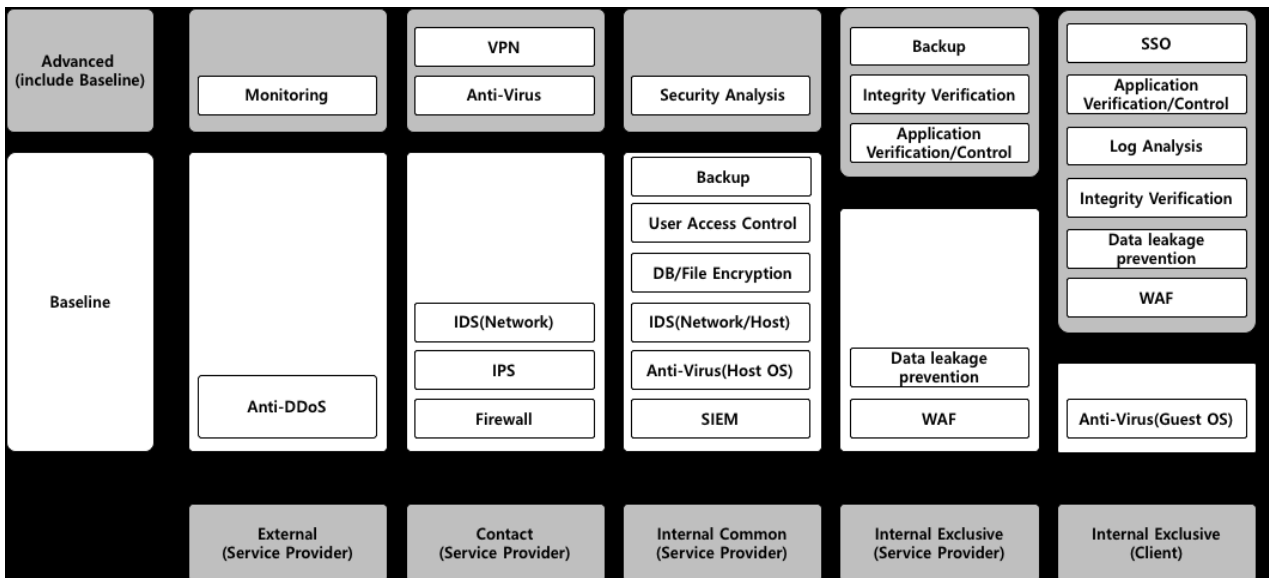 Advanced
(include Baseline)
Monitoring
VPN
Anti-Virus
Security Analysis
Backup
Integrity Verification
Application
Verification/Control
SSO
Application
Verification/Control
Log Analysis
Integrity Verification
Data leakage
prevention
WAF
Baseline
Anti-DDoS
IDS(Network)
IPS
Firewall
Backup
User Access Control
DB/File Encryption
IDS(Network/Host)
Anti-Virus(Host OS)
SIEM
Data leakage
prevention
WAF
Anti-Virus(Guest OS)
External
(Service Provider)
Contact
(Service Provider)
Internal Common
(Service Provider)
Internal Exclusive
(Service Provider)
Internal Exclusive
(Client)